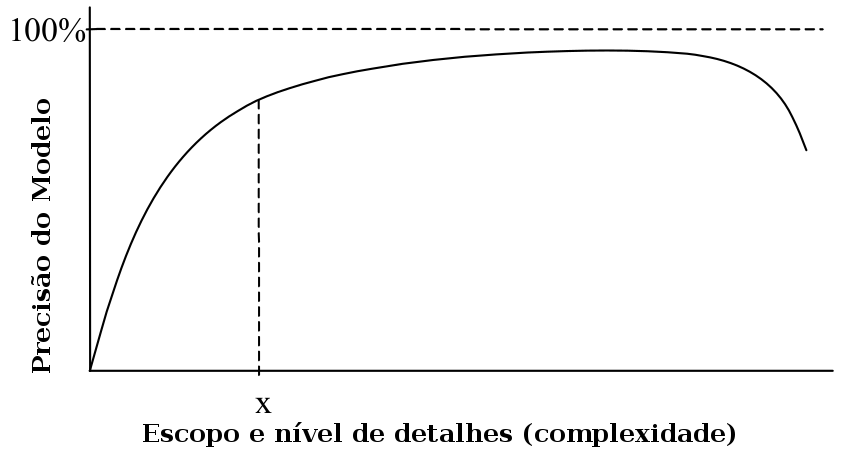 100%
Precisão do Modelo
x
Escopo e nível de detalhes (complexidade)